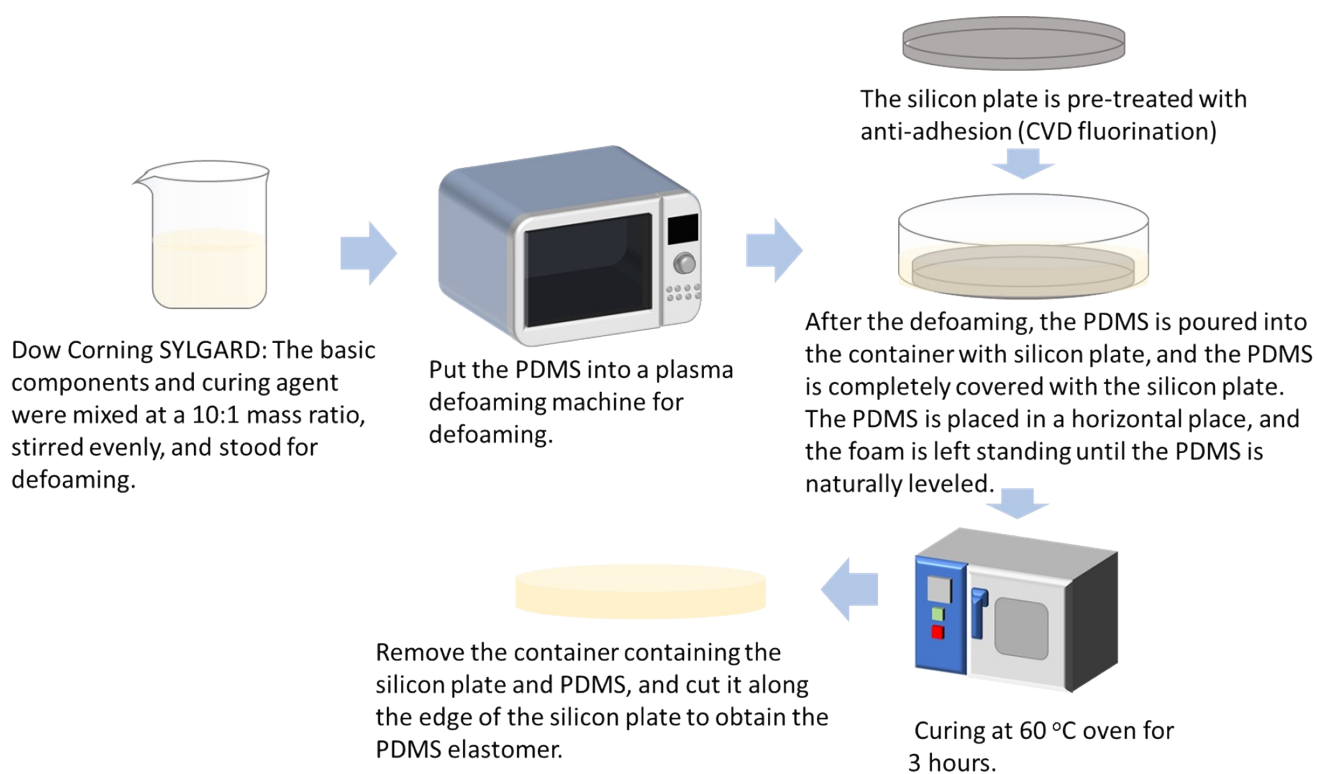 Dow Corning SYLGARD: The basic
components and curing agent
were mixed at a 10:1 mass ratio,
stirred evenly, and stood for
defoaming.
Put the PDMS into a plasma
defoaming machine for
defoaming.
The silicon plate is pre-treated with
anti-adhesion (CVD fluorination)
After the defoaming, the PDMS is poured into
the container with silicon plate, and the PDMS
is completely covered with the silicon plate.
The PDMS is placed in a horizontal place, and
the foam is left standing until the PDMS is
naturally leveled.
Curing at 60 °C oven for
3 hours.
Remove the container containing the
silicon plate and PDMS, and cut it along
the edge of the silicon plate to obtain the
PDMS elastomer.